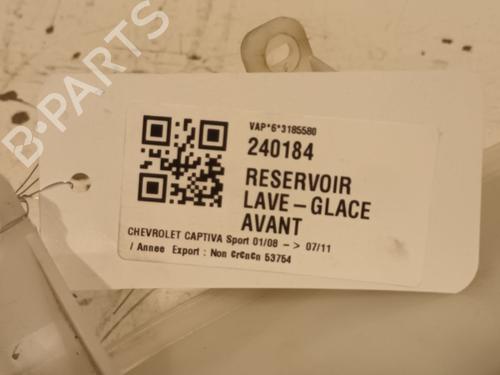 VAP*6*3185580
240184
RESERVOIR
LAVE-GLACE
AVANT
CHEVROLET CAPTIVA Sport 01/08 -> 07/11
/ Annee Export : Non crcncn 53754
B-PARTS